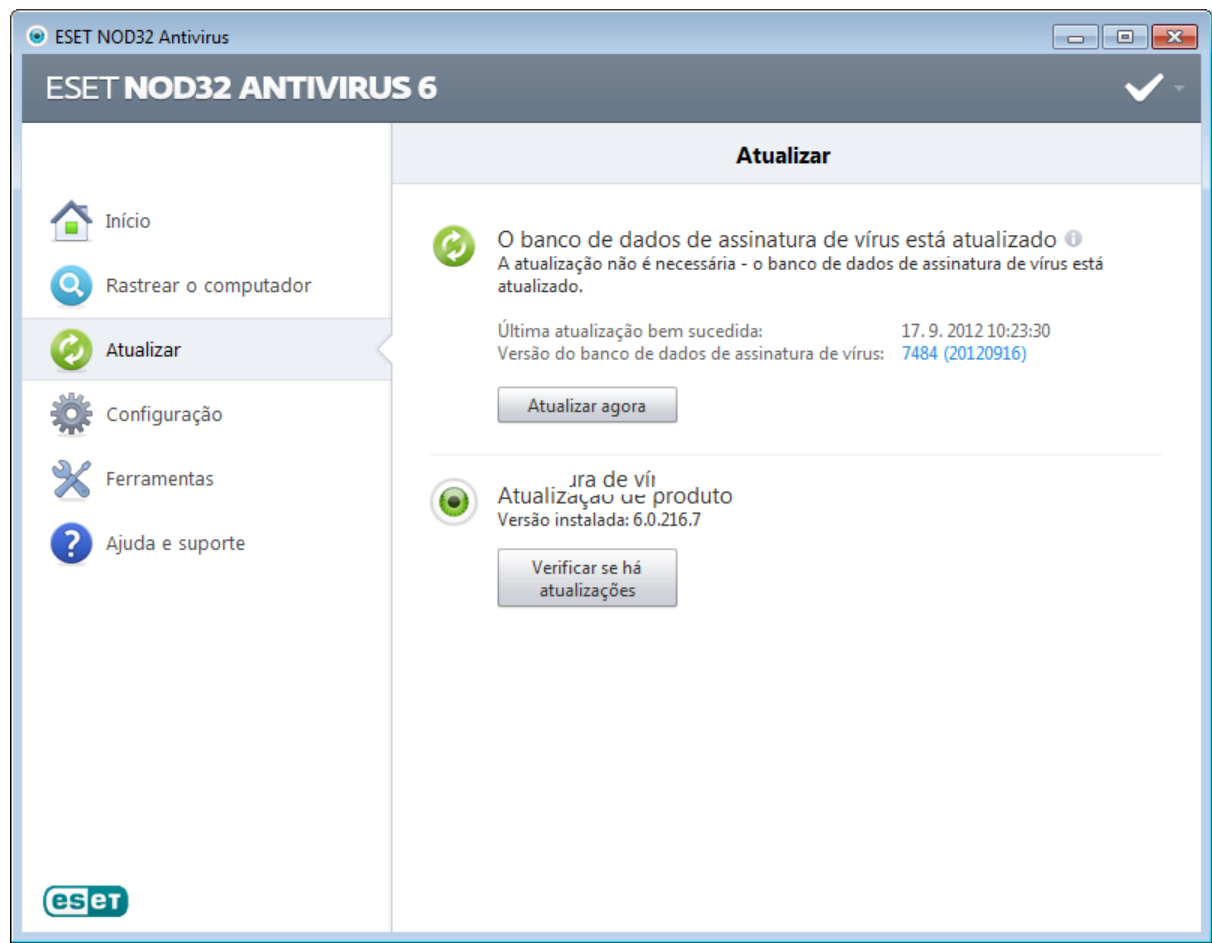 ESET NOD32 Antivirus
ESET NOD32 ANTIVIRUS 6
Atualizar
Início
Rastrear o computador
Atualizar
Configuração
Ferramentas
Ajuda e suporte
O banco de dados de assinatura de vírus está atualizado
A atualização não é necessária - o banco de dados de assinatura de vírus está
atualizado.
Última atualização bem sucedida: 17. 9. 2012 10:23:30
Versão do banco de dados de assinatura de vírus: 7484 (20120916)
Atualizar agora
ura de vír
Atualização de produto
Versão instalada: 6.0.216.7
Verificar se há
atualizações
eset